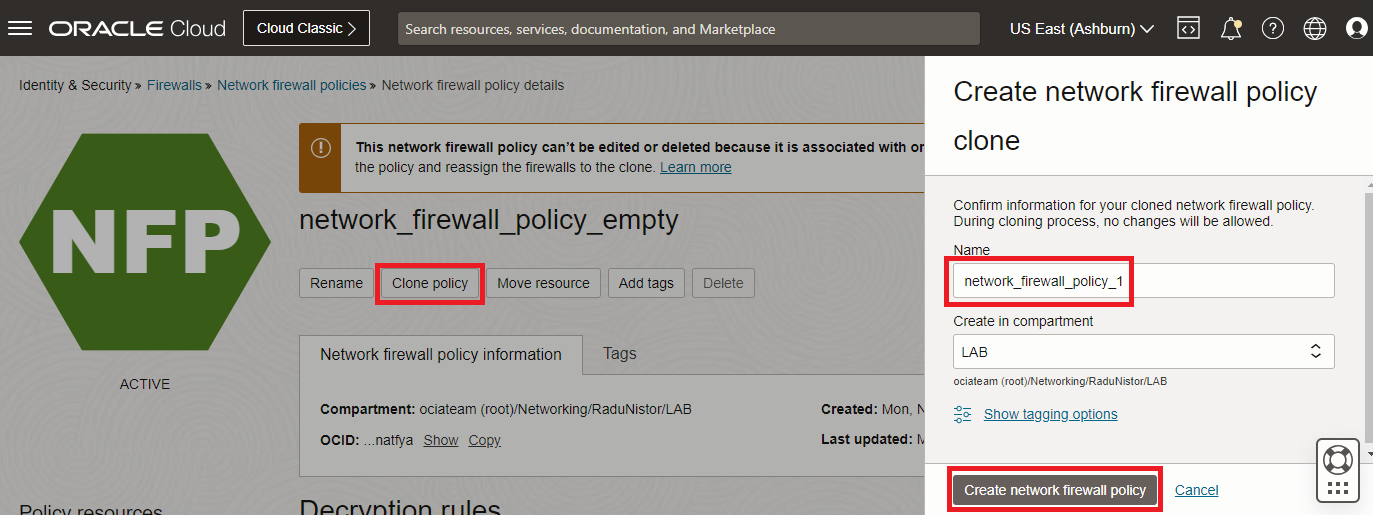 ORACLE Cloud
Cloud Classic
Search resources, services, documentation, and Marketplace
US East (Ashburn)
Identity & Security » Firewalls » Network firewall policies » Network firewall policy details
NFP
ACTIVE
Policy resources
This network firewall policy can't be edited or deleted because it is associated with
the policy and reassign the firewalls to the clone. Learn more
network_firewall_policy_empty
Rename
Clone policy
Move resource
Add tags
Delete
Network firewall policy information
Tags
Compartment: ociateam (root)/Networking/RaduNistor/LAB
Created: Mon,
OCID: ...natfya Show Copy
Last updated:
Decryption rules
Create network firewall policy
clone
Confirm information for your cloned network firewall policy.
During cloning process, no changes will be allowed.
Name
network_firewall_policy_1
Create in compartment
LAB
ociateam (root)/Networking/RaduNistor/LAB
Show tagging options
Create network firewall policy
Cancel